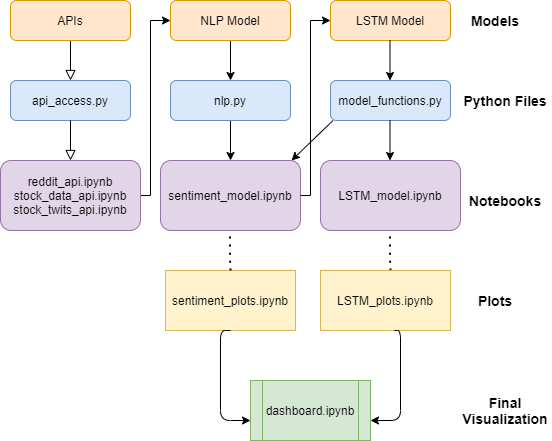 APIs
NLP Model
LSTM Model
Models
api_access.py
nlp.py
model_functions.py
Python Files
reddit_api.ipynb
stock_data_api.ipynb
stock_twits_api.ipynb
sentiment_model.ipynb
LSTM_model.ipynb
Notebooks
sentiment_plots.ipynb
LSTM_plots.ipynb
Plots
dashboard.ipynb
Final
Visualization